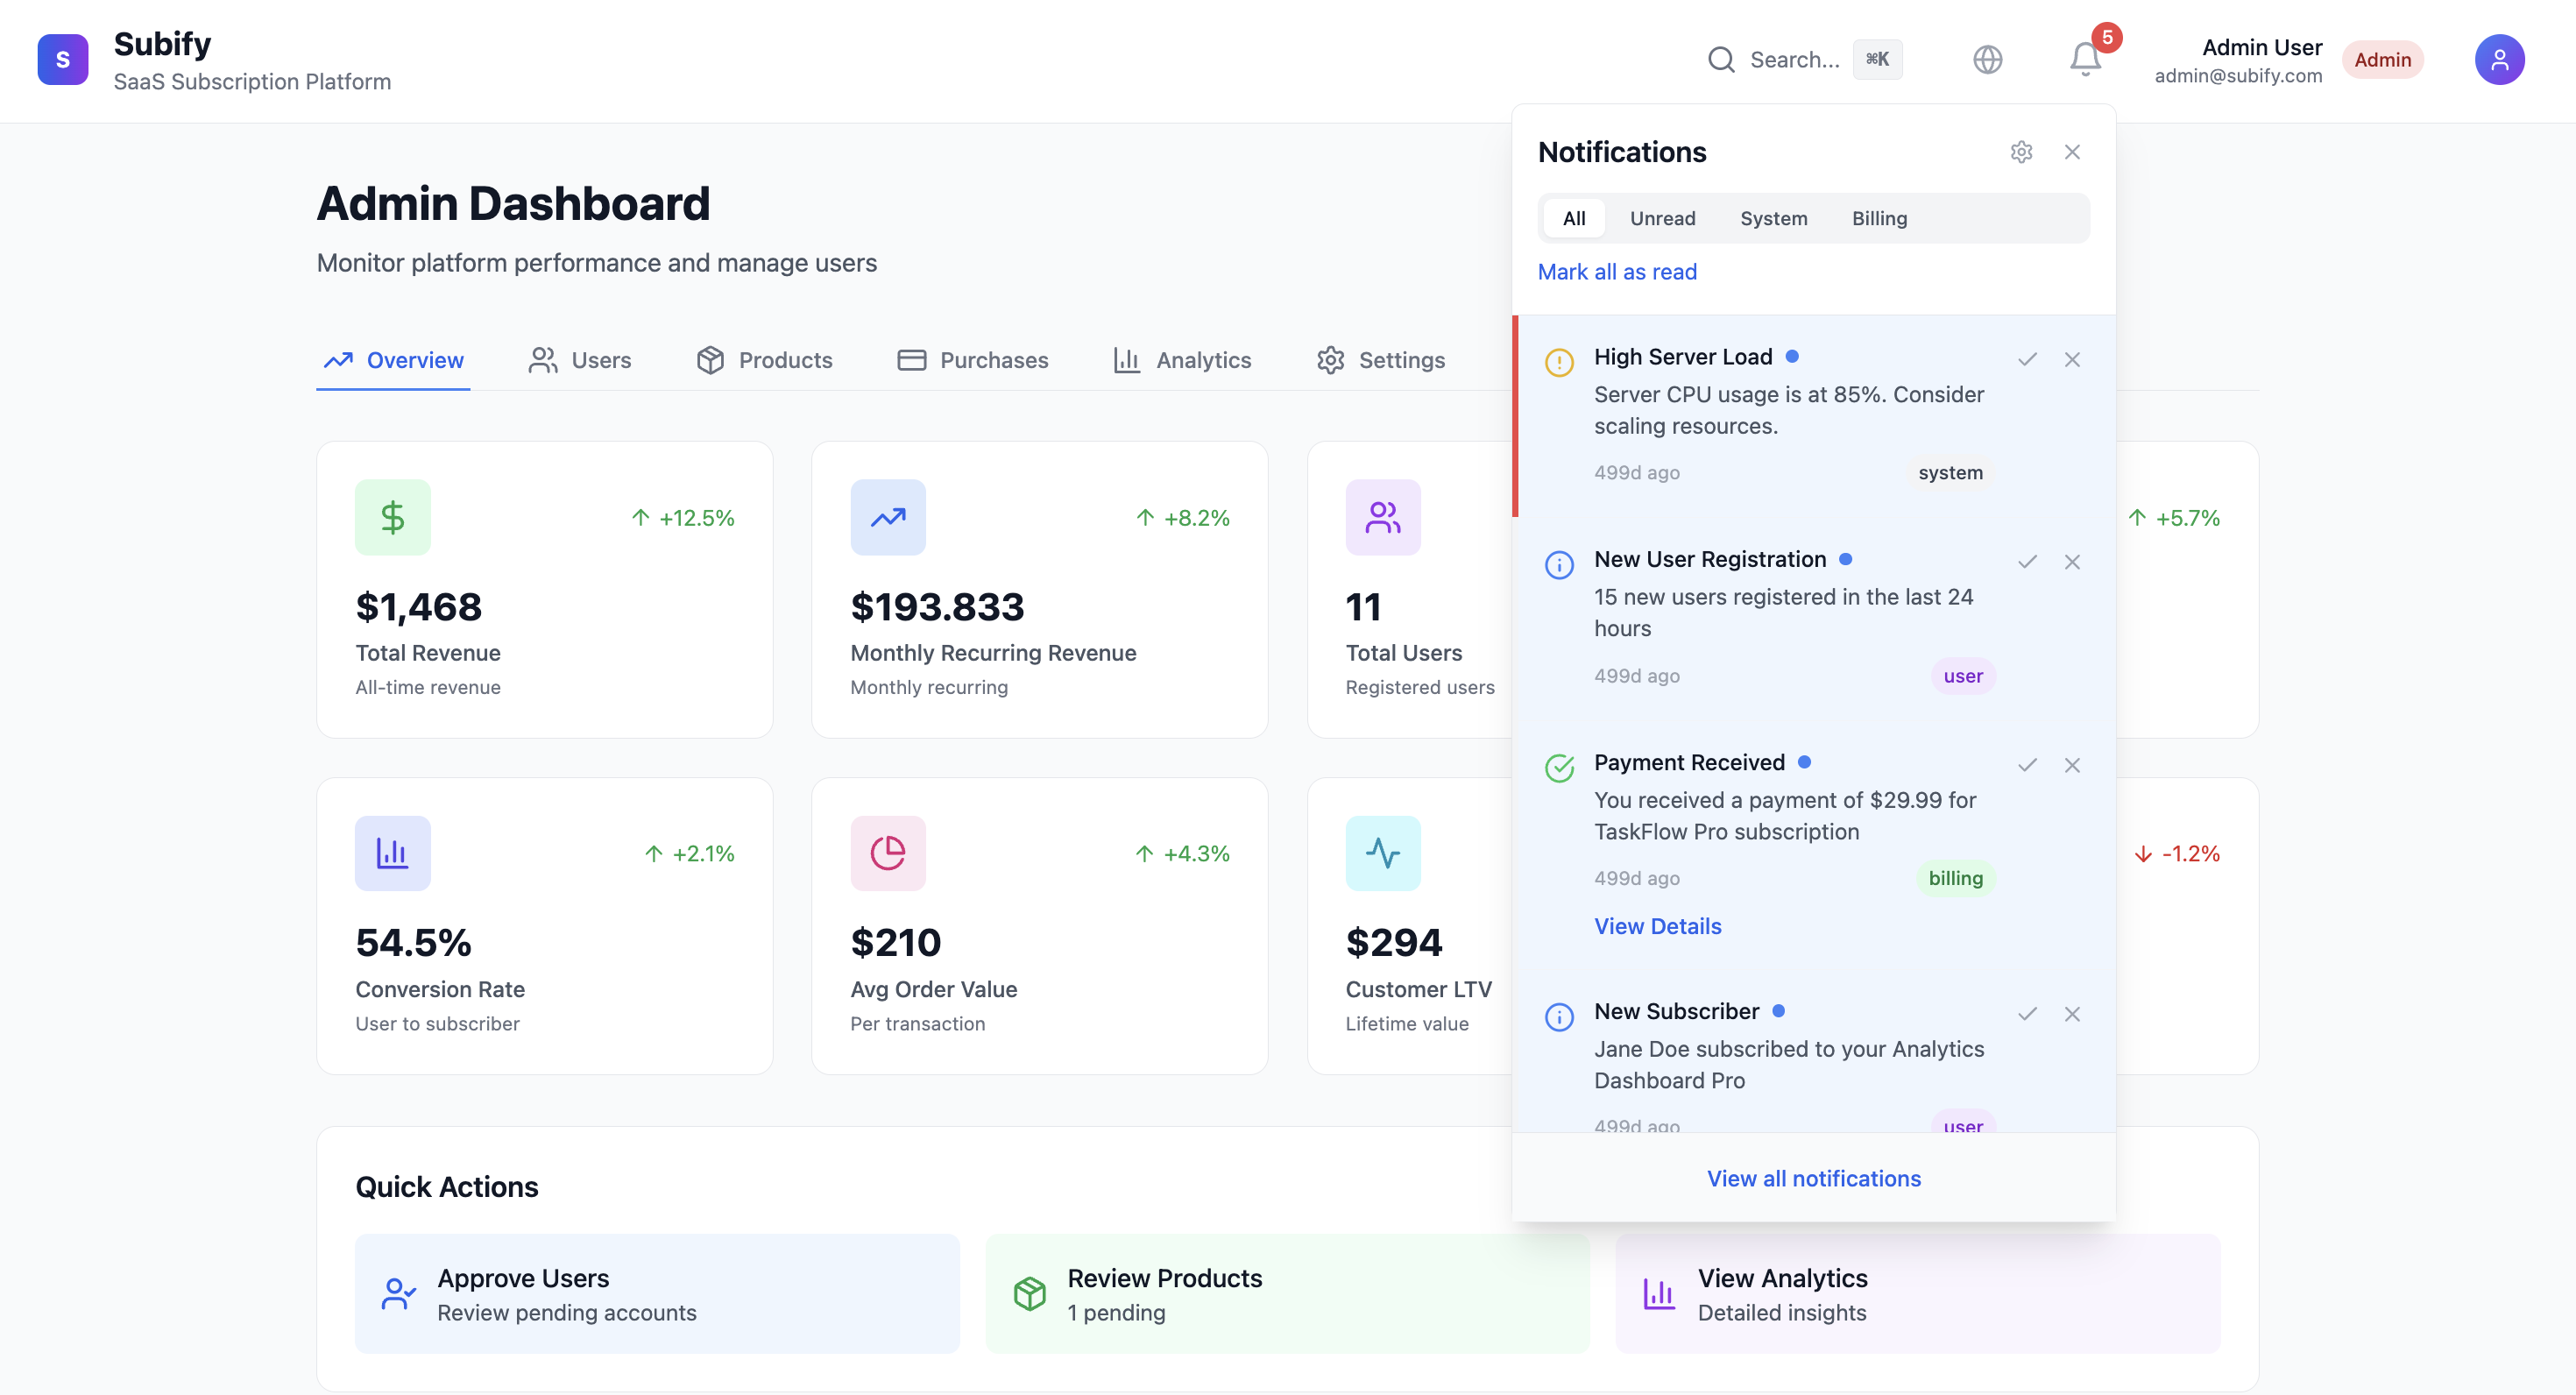 S
Subify
SaaS Subscription Platform
Search...
⌘K
5
Admin User
admin@subify.com
Admin
Admin Dashboard
Monitor platform performance and manage users
Overview
Users
Products
Purchases
Analytics
Settings
+12.5%
$1,468
Total Revenue
All-time revenue
+8.2%
$193.833
Monthly Recurring Revenue
Monthly recurring
11
Total Users
Registered users
+5.7%
+2.1%
54.5%
Conversion Rate
User to subscriber
+4.3%
$210
Avg Order Value
Per transaction
$294
Customer LTV
Lifetime value
-1.2%
Quick Actions
Approve Users
Review pending accounts
Review Products
1 pending
View Analytics
Detailed insights
Notifications
All
Unread
System
Billing
Mark all as read
High Server Load
Server CPU usage is at 85%. Consider
scaling resources.
499d ago
system
New User Registration
15 new users registered in the last 24
hours
499d ago
user
Payment Received
You received a payment of $29.99 for
TaskFlow Pro subscription
499d ago
billing
View Details
New Subscriber
Jane Doe subscribed to your Analytics
Dashboard Pro
499d ago
user
View all notifications